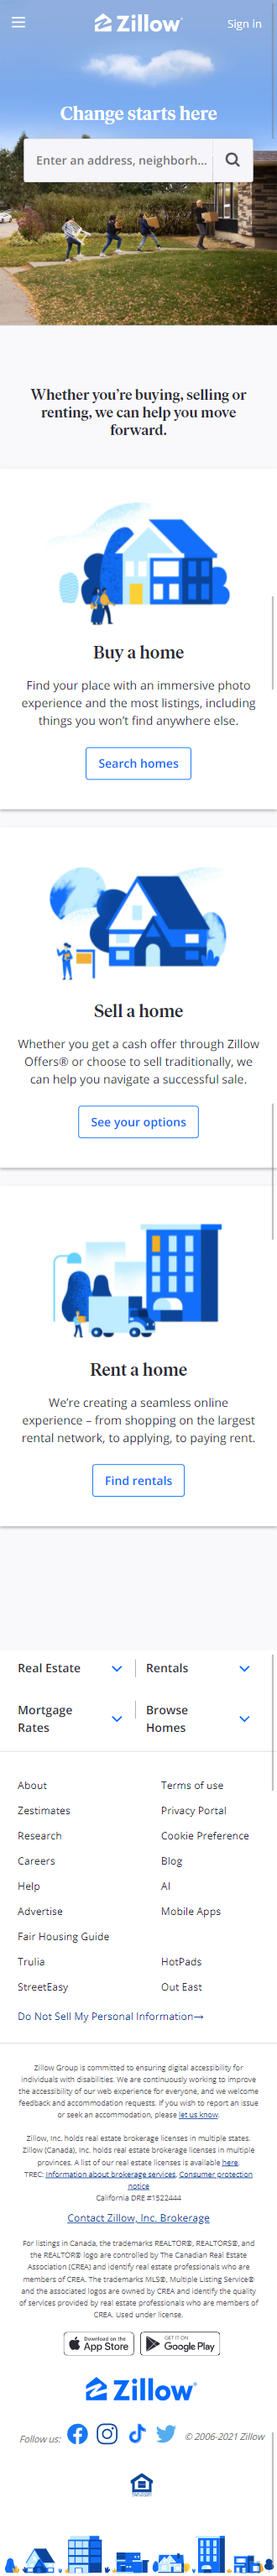 Zillow
Sign in
Change starts here
Enter an address, neighborh...
Whether you're buying, selling or
renting, we can help you move
forward.
Buy a home
Find your place with an immersive photo
experience and the most listings, including
things you won't find anywhere else.
Search homes
Sell a home
Whether you get a cash offer through Zillow
Offers® or choose to sell traditionally, we
can help you navigate a successful sale.
See your options
Rent a home
We're creating a seamless online
experience – from shopping on the largest
rental network, to applying, to paying rent.
Find rentals
Real Estate
Rentals
Mortgage
Rates
Browse
Homes
About
Terms of use
Zestimates
Privacy Portal
Research
Cookie Preference
Careers
Blog
Help
AI
Advertise
Mobile Apps
Fair Housing Guide
Trulia
HotPads
StreetEasy
Out East
Do Not Sell My Personal Information→
Zillow Group is committed to ensuring digital accessibility for
individuals with disabilities. We are continuously working to improve
the accessibility of our web experience for everyone, and we welcome
feedback and accommodation requests. If you wish to report an issue
or seek an accommodation, please let us know.
Zillow, Inc. holds real estate brokerage licenses in multiple states.
Zillow (Canada), Inc. holds real estate brokerage licenses in multiple
provinces. A list of our real estate licenses is available here.
TREC: Information about brokerage services, Consumer protection
notice
California DRE #1522444
Contact Zillow, Inc. Brokerage
For listings in Canada, the trademarks REALTOR®, REALTORS®, and
the REALTOR® logo are controlled by The Canadian Real Estate
Association (CREA) and identify real estate professionals who are
members of CREA. The trademarks MLS®, Multiple Listing Service®
and the associated logos are owned by CREA and identify the quality
of services provided by real estate professionals who are members of
CREA. Used under license.
Download on the
App Store
GET IT ON
Google Play
Zillow
Follow us:
© 2006-2021 Zillow